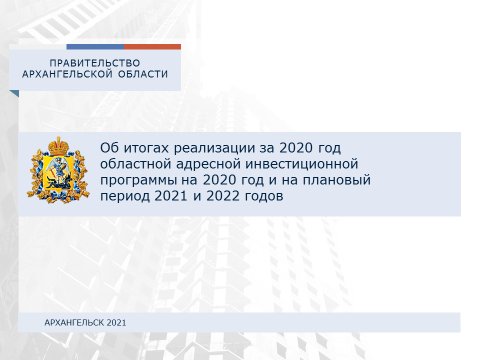 ПРАВИТЕЛЬСТВО
АРХАНГЕЛЬСКОЙ ОБЛАСТИ
Об итогах реализации за 2020 год
областной адресной инвестиционной
программы на 2020 год и на плановый
период 2021 и 2022 годов
АРХАНГЕЛЬСК 2021